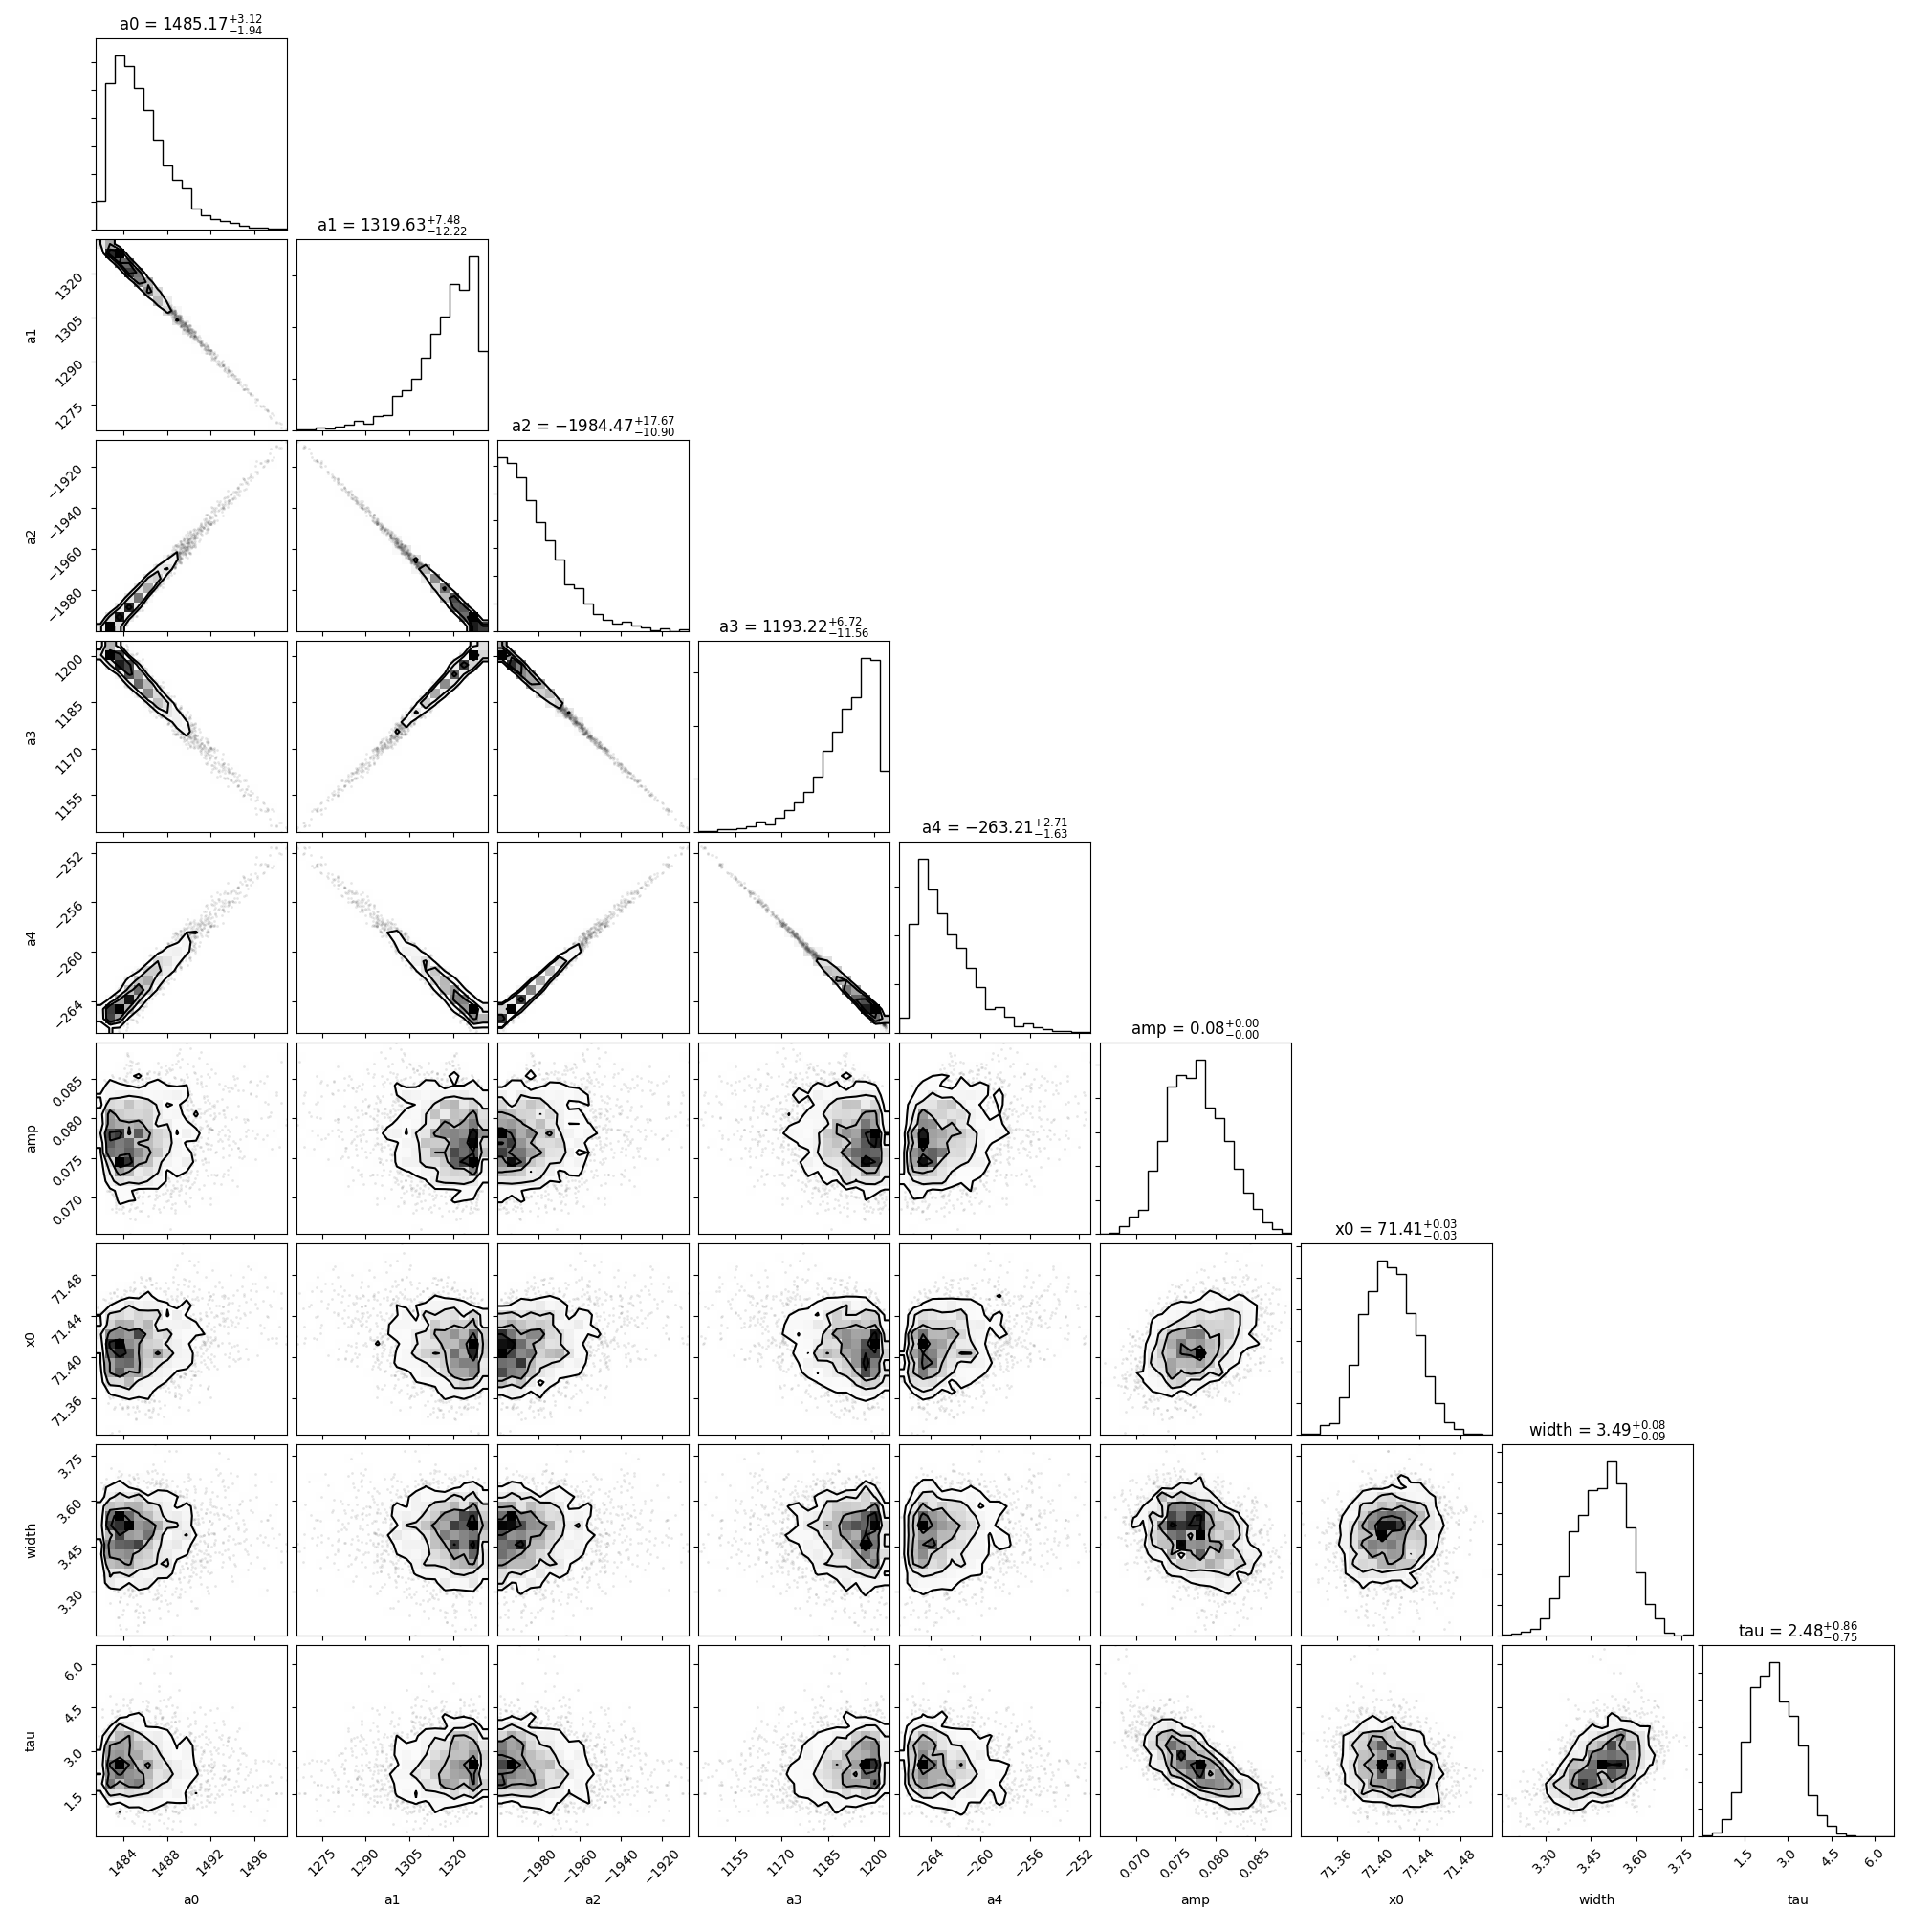 a0 = 1485.17 +3.12 −1.94
a1 = 1319.63 +7.48 −12.22
1320
1305
1290
1275
a1
a2 = −1984.47 +17.67 −10.90
−1920
−1940
−1960
−1980
a2
a3 = 1193.22 +6.72 −11.56
1200
1185
1170
1155
a3
a4 = −263.21 +2.71 −1.63
−252
−256
−260
−264
a4
amp = 0.08 +0.00 −0.00
0.085
0.080
0.075
0.070
amp
x0 = 71.41 +0.03 −0.03
71.48
71.44
71.40
71.36
x0
width = 3.49 +0.08 −0.09
3.75
3.60
3.45
3.30
width
tau = 2.48 +0.86 −0.75
6.0
4.5
3.0
1.5
tau
1484 1488 1492 1496 1275 1290 1305 1320 −1980 −1960 −1940 −1920 1155 1170 1185 1200 −264 −260 −256 −252 0.070 0.075 0.080 0.085 71.36 71.40 71.44 71.48 3.30 3.45 3.60 3.75 1.5 3.0 4.5 6.0
a0 a1 a2 a3 a4 amp x0 width tau